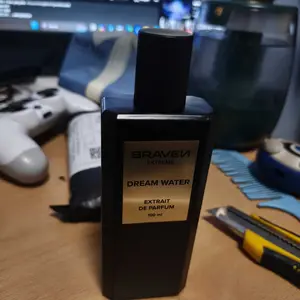 BRAVEN
DREAM WATER
EXTRAIT
DE PARFUM
100 ml